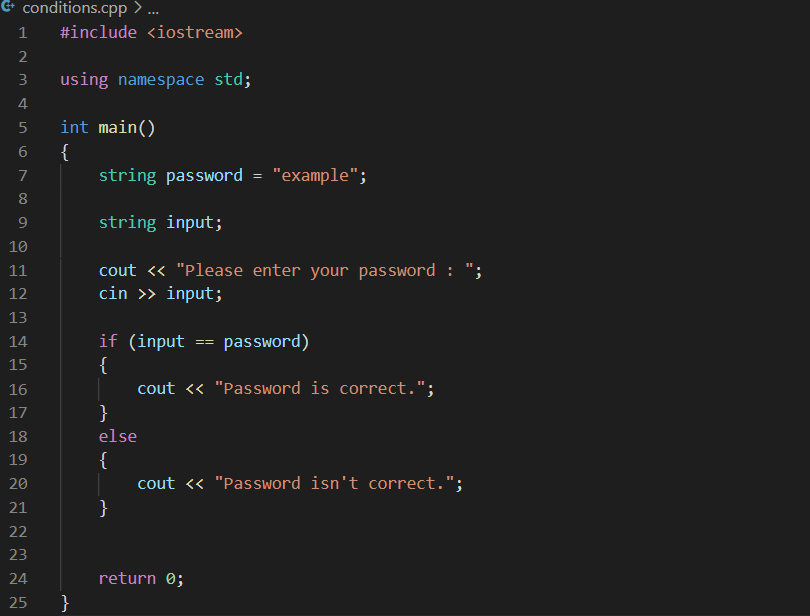 conditions.cpp > ...
1 #include <iostream>
2
3 using namespace std;
4
5 int main()
6 {
7     string password = "example";
8
9     string input;
10
11     cout << "Please enter your password : ";
12     cin >> input;
13
14     if (input == password)
15     {
16         cout << "Password is correct.";
17     }
18     else
19     {
20         cout << "Password isn't correct.";
21     }
22
23
24     return 0;
25 }